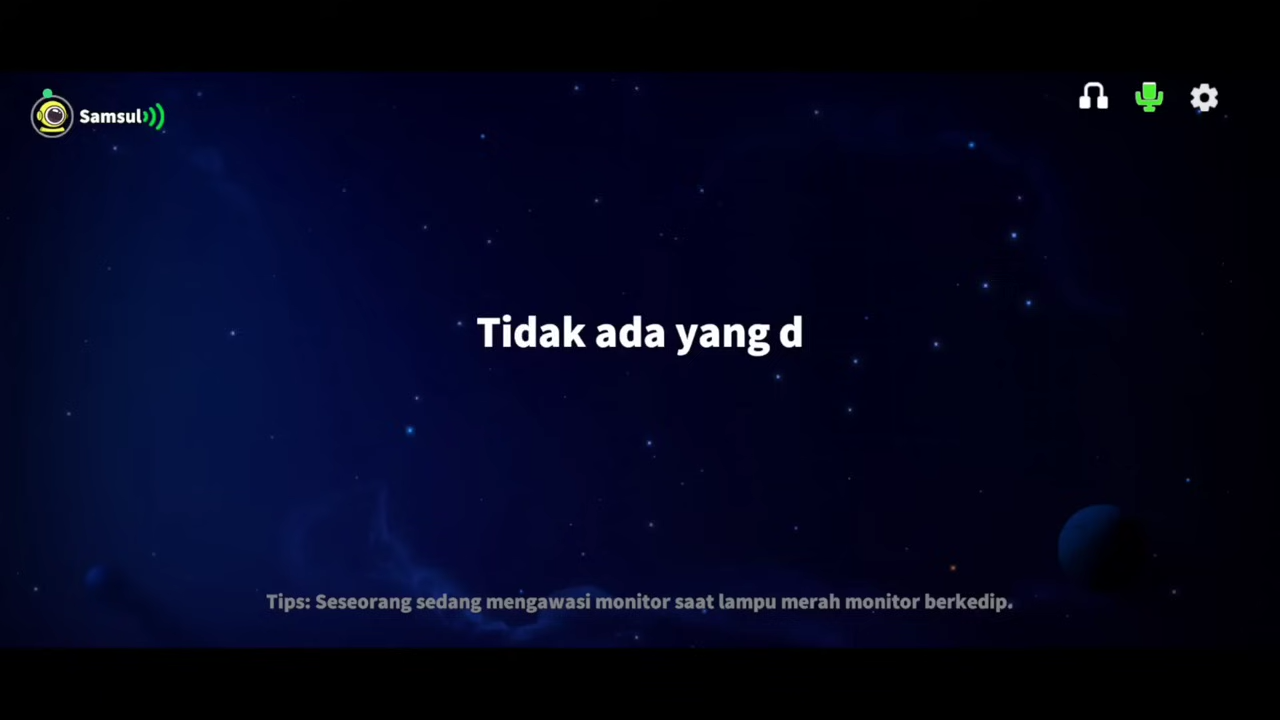 Samsul
Tidak ada yang d
Tips: Seseorang sedang mengawasi monitor saat lampu merah monitor berkedip.